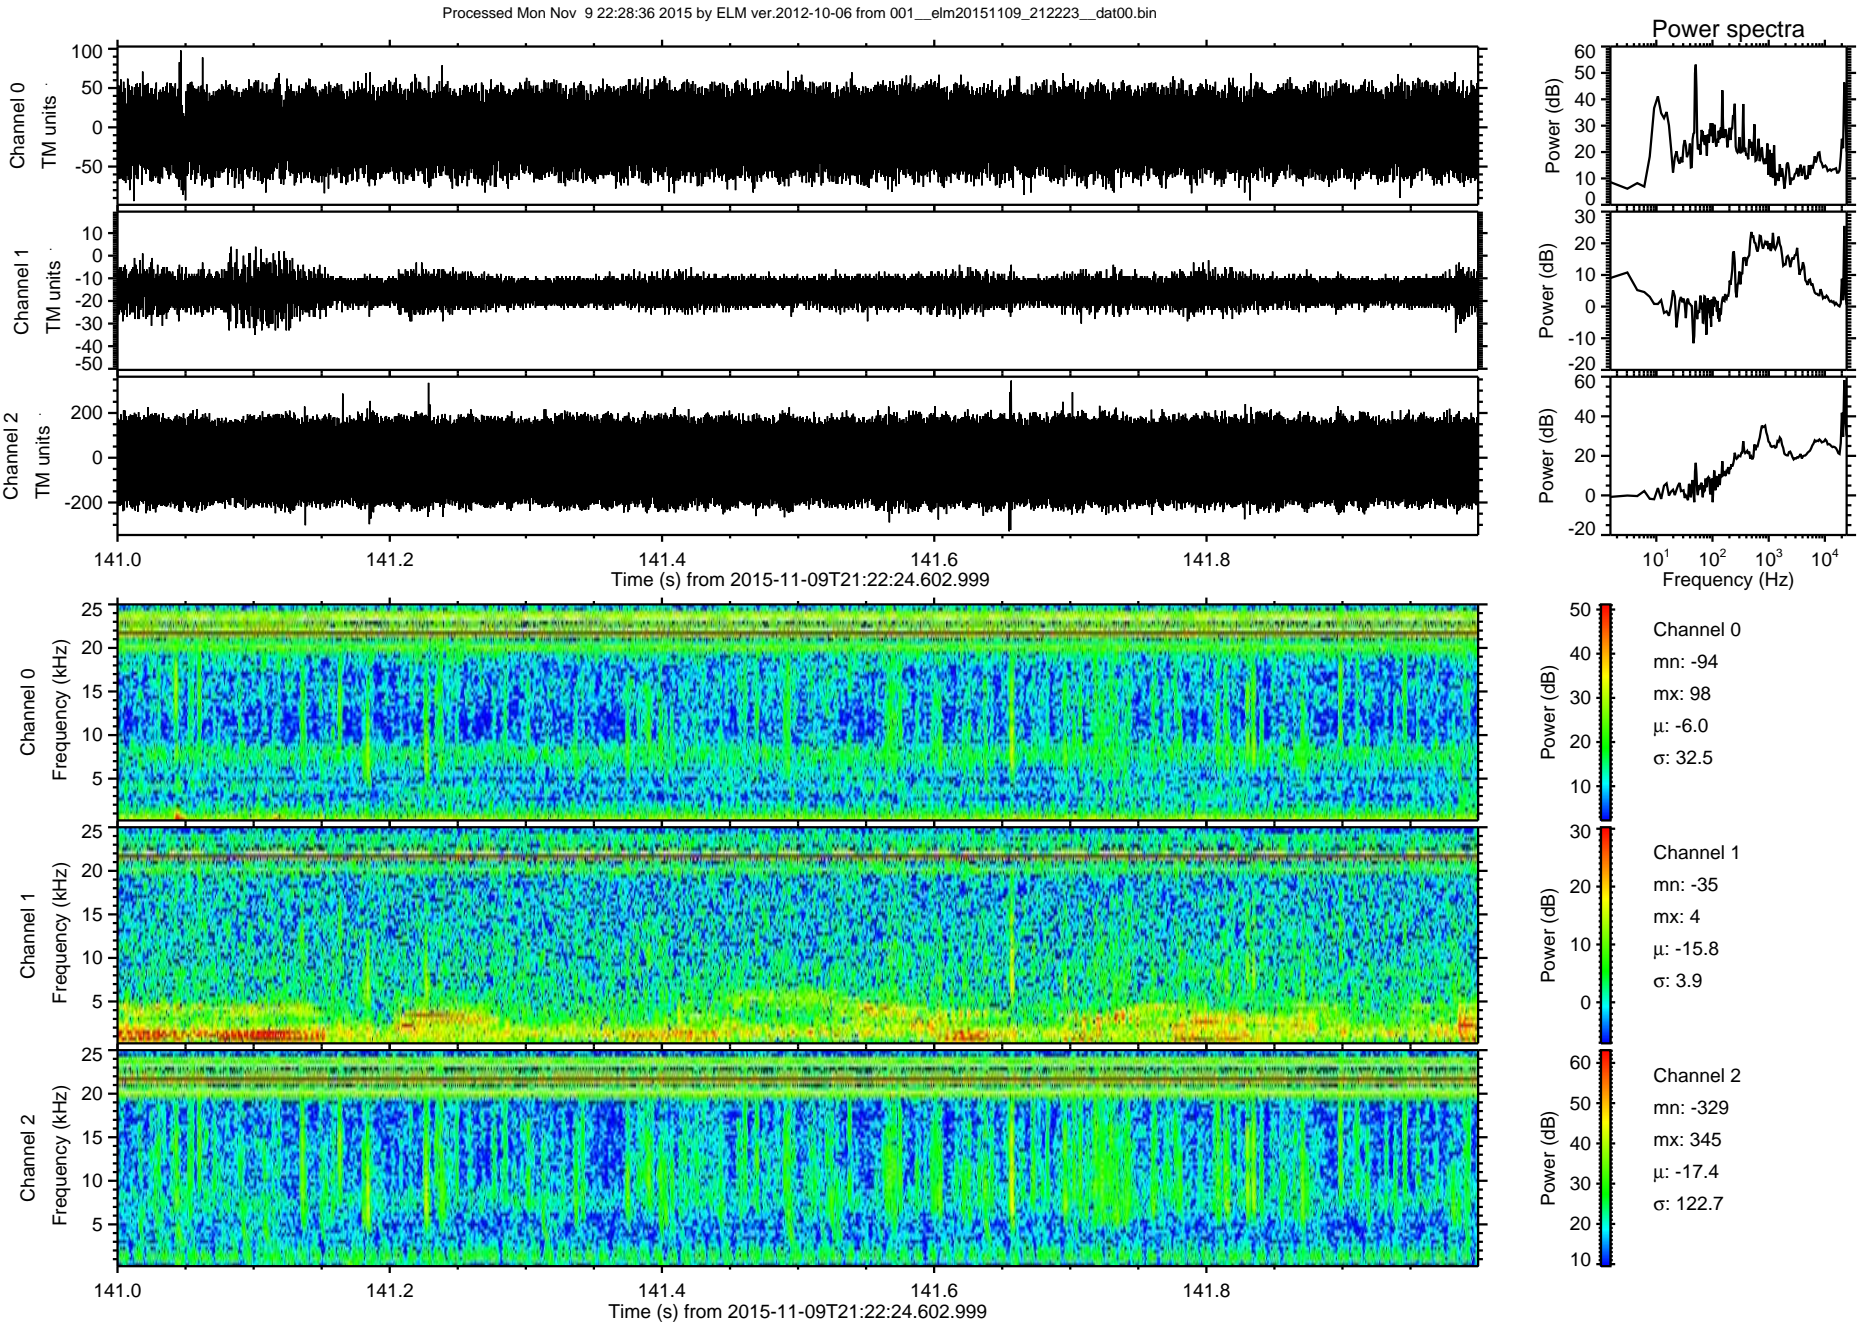 Processed Mon Nov  9 22:28:36 2015 by ELM ver.2012-10-06 from 001__elm20151109_212223__dat00.bin
Power spectra
Channel 0
TM units
100
50
0
-50
Power (dB)
60
50
40
30
20
10
0
Channel 1
TM units
10
0
-10
-20
-30
-40
-50
Power (dB)
30
20
10
0
-10
-20
Channel 2
TM units
200
0
-200
Power (dB)
60
40
20
0
-20
141.0 141.2 141.4 141.6 141.8
Time (s) from 2015-11-09T21:22:24.602.999
10^1 10^2 10^3 10^4
Frequency (Hz)
Channel 0
Frequency (kHz)
25
20
15
10
5
Power (dB)
50
40
30
20
10
Channel 0
mn: -94
mx: 98
μ: -6.0
σ: 32.5
Channel 1
Frequency (kHz)
25
20
15
10
5
Power (dB)
30
20
10
0
Channel 1
mn: -35
mx: 4
μ: -15.8
σ: 3.9
Channel 2
Frequency (kHz)
25
20
15
10
5
Power (dB)
60
50
40
30
20
10
Channel 2
mn: -329
mx: 345
μ: -17.4
σ: 122.7
141.0 141.2 141.4 141.6 141.8
Time (s) from 2015-11-09T21:22:24.602.999